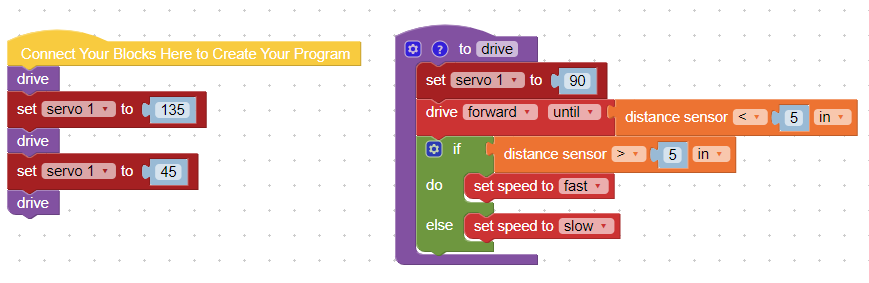 Connect Your Blocks Here to Create Your Program
drive
set servo 1 to 135
drive
set servo 1 to 45
drive
? to drive
set servo 1 to 90
drive forward until distance sensor < 5 in
if distance sensor > 5 in
do set speed to fast
else set speed to slow